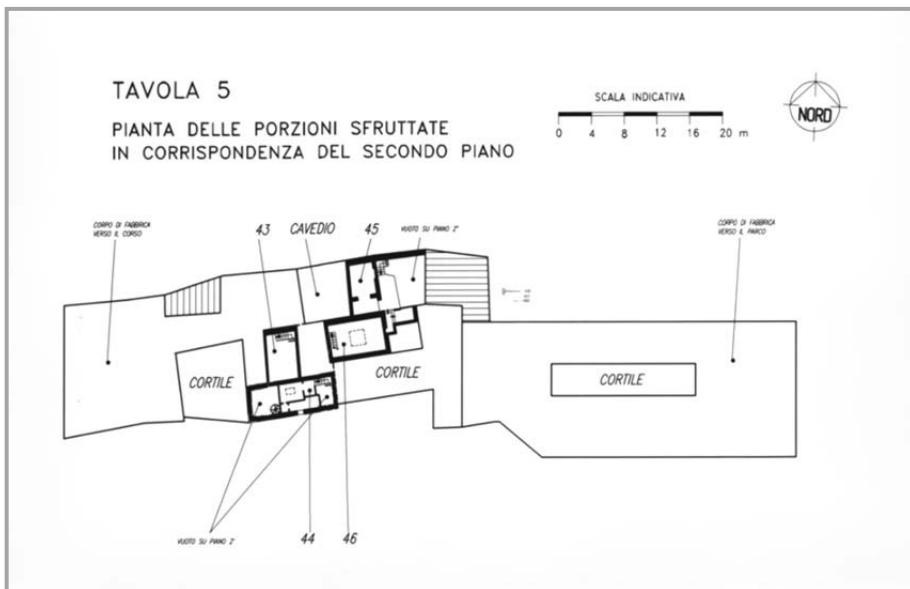 TAVOLA 5
PIANTA DELLE PORZIONI SFRUTTATE
IN CORRISPONDENZA DEL SECONDO PIANO
SCALA INDICATIVA
0 4 8 12 16 20 m
NORD
CORPO DI FABBRICA
VERSO IL CORSO
43
CAVEDIO
45
VUOTO SU PIANO 2°
CORPO DI FABBRICA
VERSO IL PARCO
CORTILE
CORTILE
CORTILE
VUOTO SU PIANO 2°
44
46